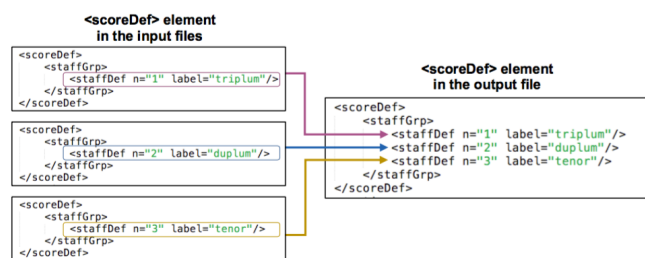 <scoreDef> element
in the input files
<scoreDef>
<staffGrp>
<staffDef n="1" label="triplum"/>
</staffGrp>
</scoreDef>
<scoreDef>
<staffGrp>
<staffDef n="2" label="duplum"/>
</staffGrp>
</scoreDef>
<scoreDef>
<staffGrp>
<staffDef n="3" label="tenor"/>
</staffGrp>
</scoreDef>
<scoreDef> element
in the output file
<scoreDef>
<staffGrp>
<staffDef n="1" label="triplum"/>
<staffDef n="2" label="duplum"/>
<staffDef n="3" label="tenor"/>
</staffGrp>
</scoreDef>